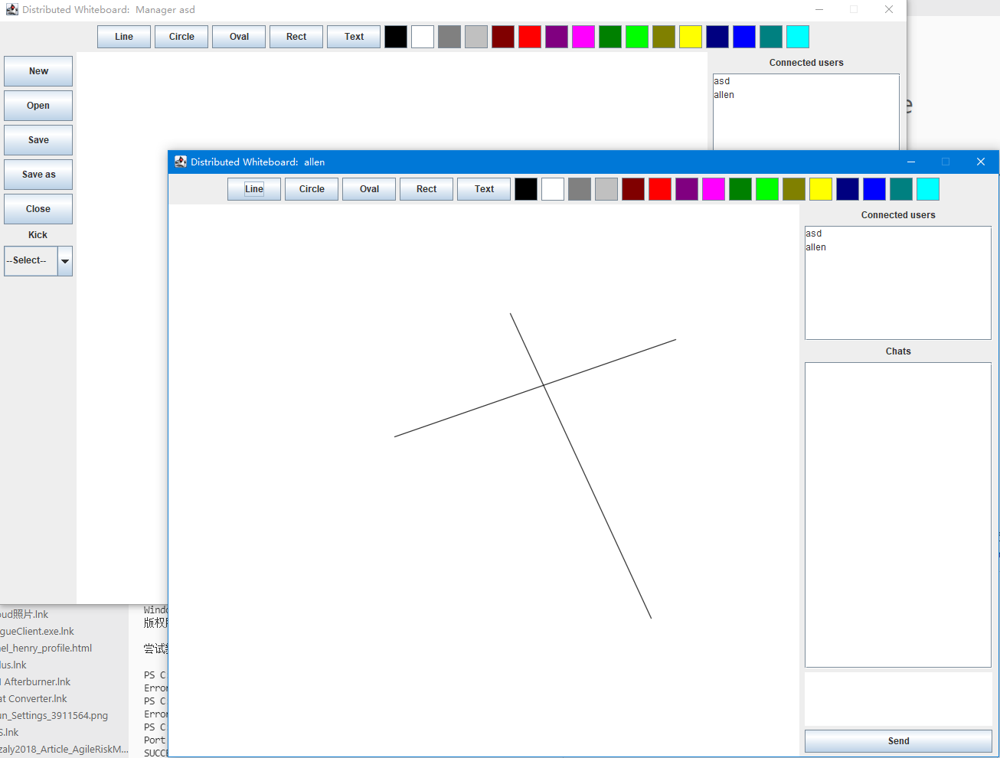 Distributed Whiteboard: Manager asd
Line Circle Oval Rect Text
New
Open
Save
Save as
Close
Kick
--Select--
Connected users
asd
allen
e
Distributed Whiteboard: allen
Line Circle Oval Rect Text
Connected users
asd
allen
Chats
Send
oud照片.lnk
gueClient.exe.lnk
el_henry_profile.html
lus.lnk
Afterburner.lnk
at Converter.lnk
un_Settings_3911564.png
S.lnk
zaly2018_Article_AgileRiskM...
Windo
版权
尝试
PS C
Error
PS C
Error
PS C
Port
SUCCE